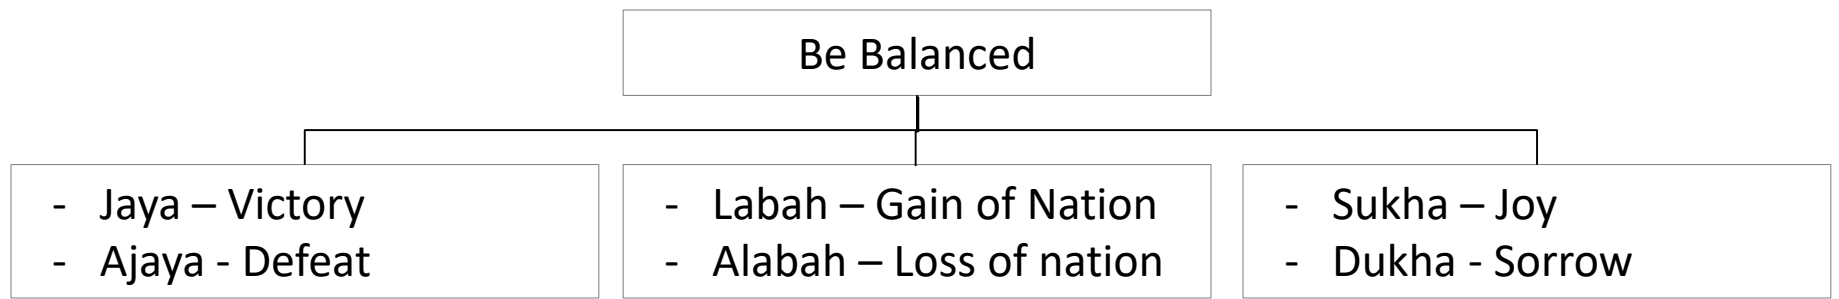 Be Balanced
- Jaya – Victory
- Ajaya - Defeat
- Labah – Gain of Nation
- Alabah – Loss of nation
- Sukha – Joy
- Dukha - Sorrow